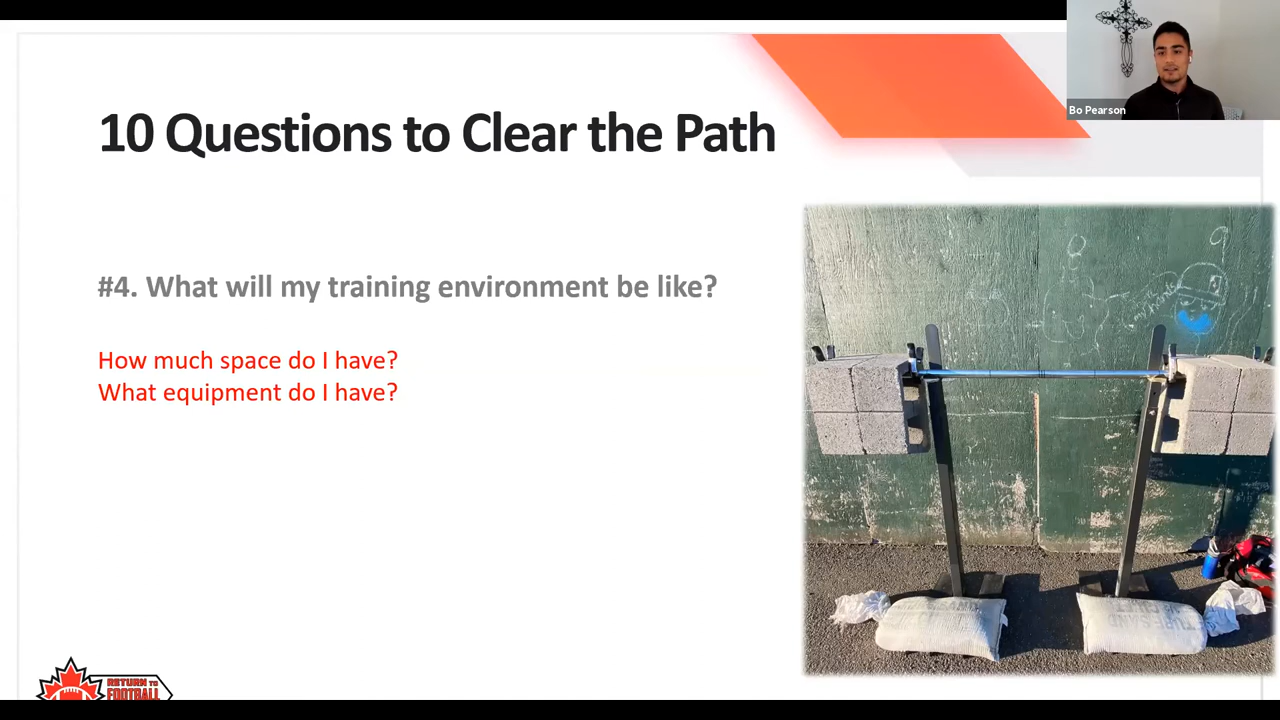 10 Questions to Clear the Path
Bo Pearson
#4. What will my training environment be like?
How much space do I have?
What equipment do I have?
RETURN TO
FOOTBALL